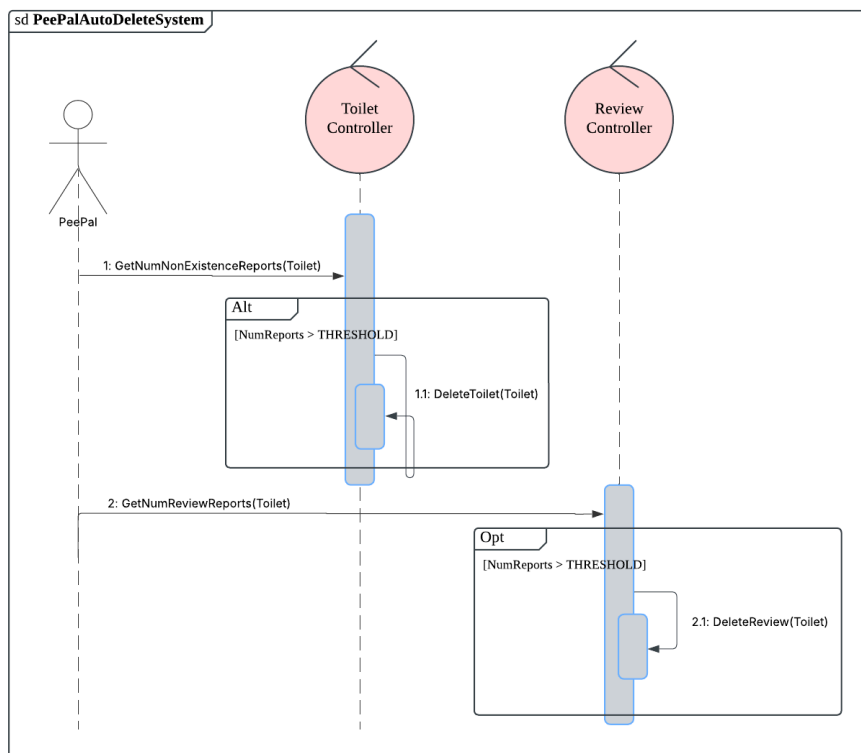 sd PeePalAutoDeleteSystem
Toilet
Controller
Review
Controller
PeePal
1: GetNumNonExistenceReports(Toilet)
Alt
[NumReports > THRESHOLD]
1.1: DeleteToilet(Toilet)
2: GetNumReviewReports(Toilet)
Opt
[NumReports > THRESHOLD]
2.1: DeleteReview(Toilet)